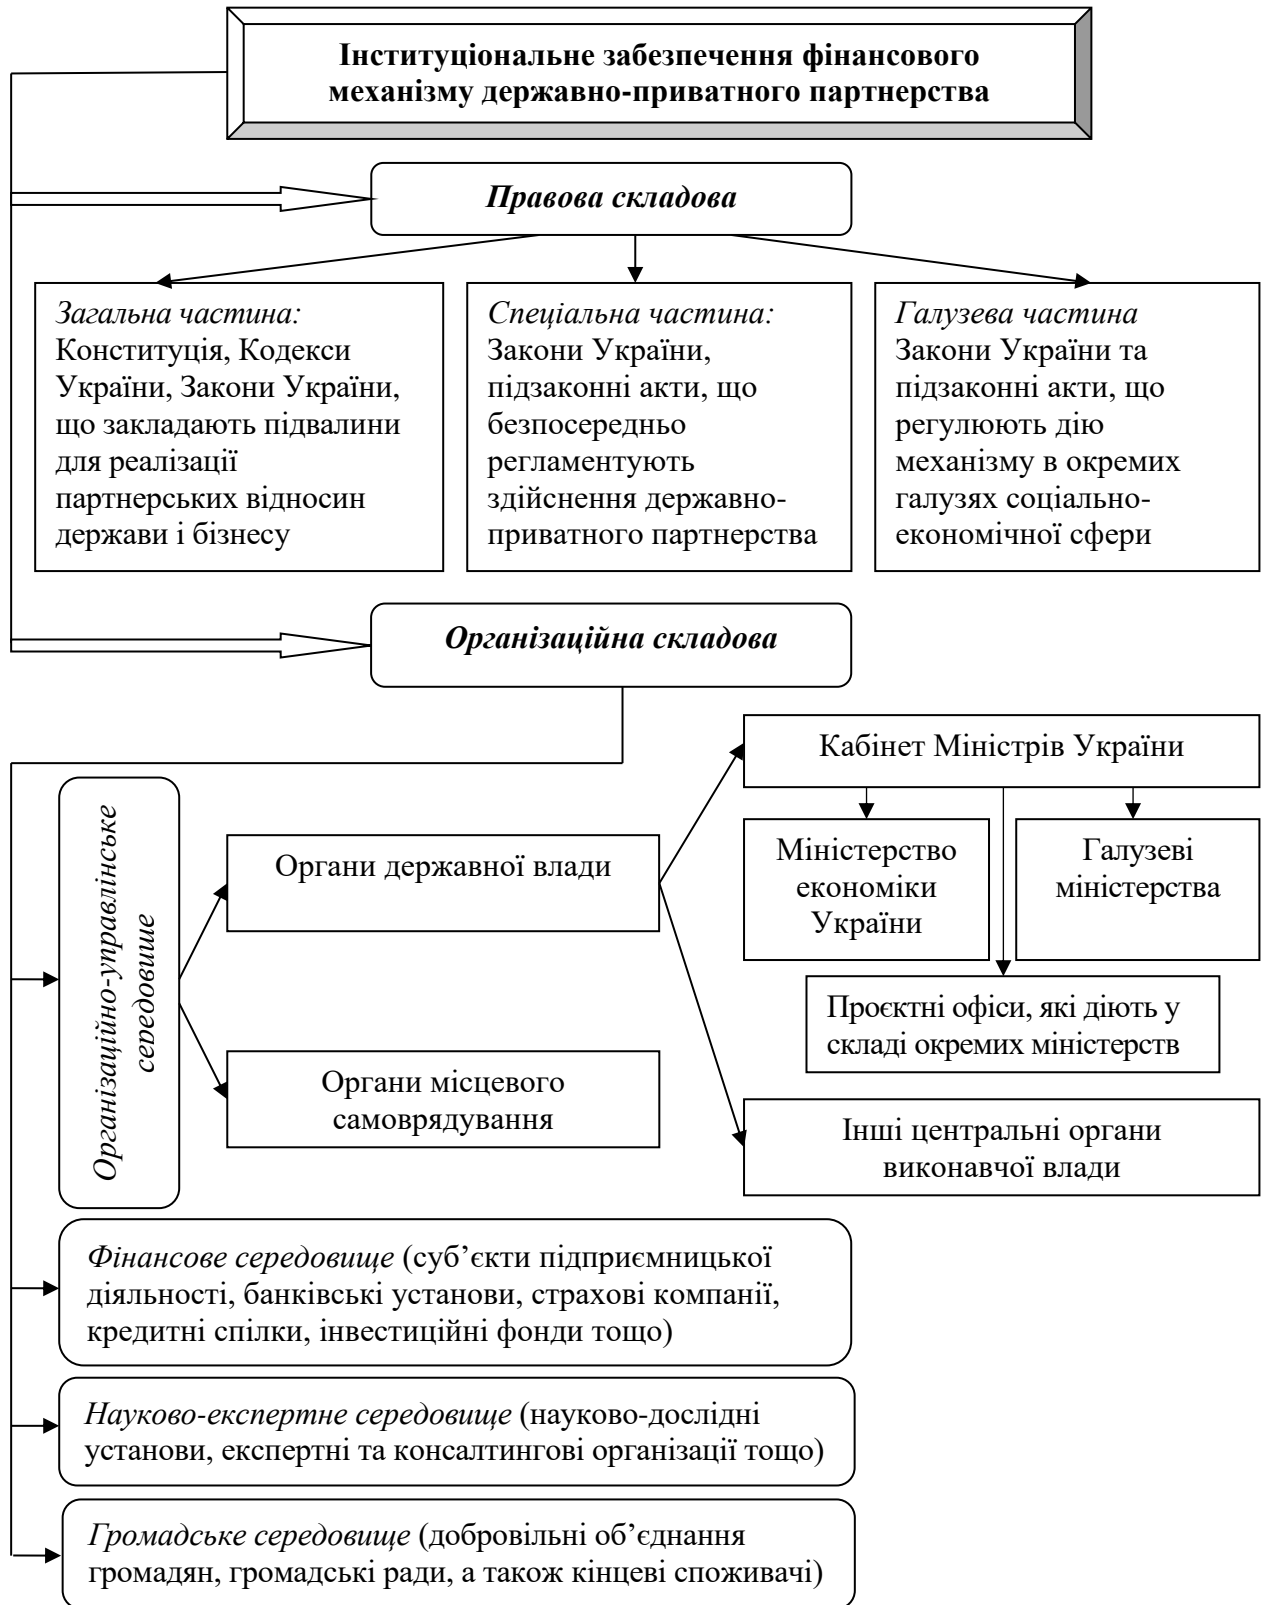 Інституціональне забезпечення фінансового
механізму державно-приватного партнерства
Правова складова
Загальна частина:
Конституція, Кодекси
України, Закони України,
що закладають підвалини
для реалізації
партнерських відносин
держави і бізнесу
Спеціальна частина:
Закони України,
підзаконні акти, що
безпосередньо
регламентують
здійснення державно-
приватного партнерства
Галузева частина
Закони України та
підзаконні акти, що
регулюють дію
механізму в окремих
галузях соціально-
економічної сфери
Організаційна складова
Організаційно-управлінське
середовише
Органи державної влади
Органи місцевого
самоврядування
Кабінет Міністрів України
Міністерство
економіки
України
Галузеві
міністерства
Проєктні офіси, які діють у
складі окремих міністерств
Інші центральні органи
виконавчої влади
Фінансове середовище (суб’єкти підприємницької
діяльності, банківські установи, страхові компанії,
кредитні спілки, інвестиційні фонди тощо)
Науково-експертне середовище (науково-дослідні
установи, експертні та консалтингові організації тощо)
Громадське середовище (добровільні об’єднання
громадян, громадські ради, а також кінцеві споживачі)